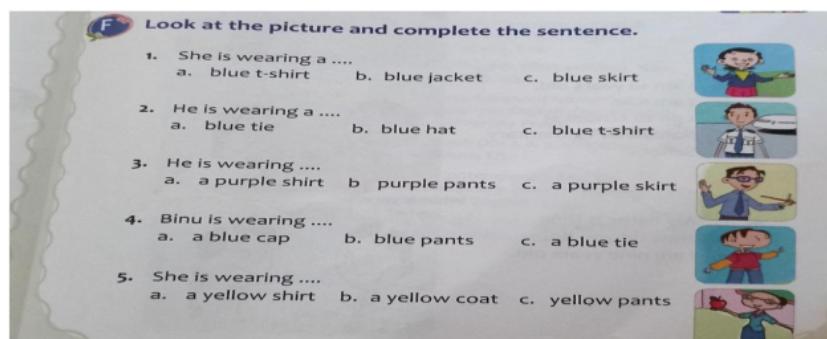 F Look at the picture and complete the sentence.
1. She is wearing a ....
a. blue t-shirt b. blue jacket c. blue skirt
2. He is wearing a ....
a. blue tie b. blue hat c. blue t-shirt
3. He is wearing ....
a. a purple shirt b purple pants c. a purple skirt
4. Binu is wearing ....
a. a blue cap b. blue pants c. a blue tie
5. She is wearing ....
a. a yellow shirt b. a yellow coat c. yellow pants